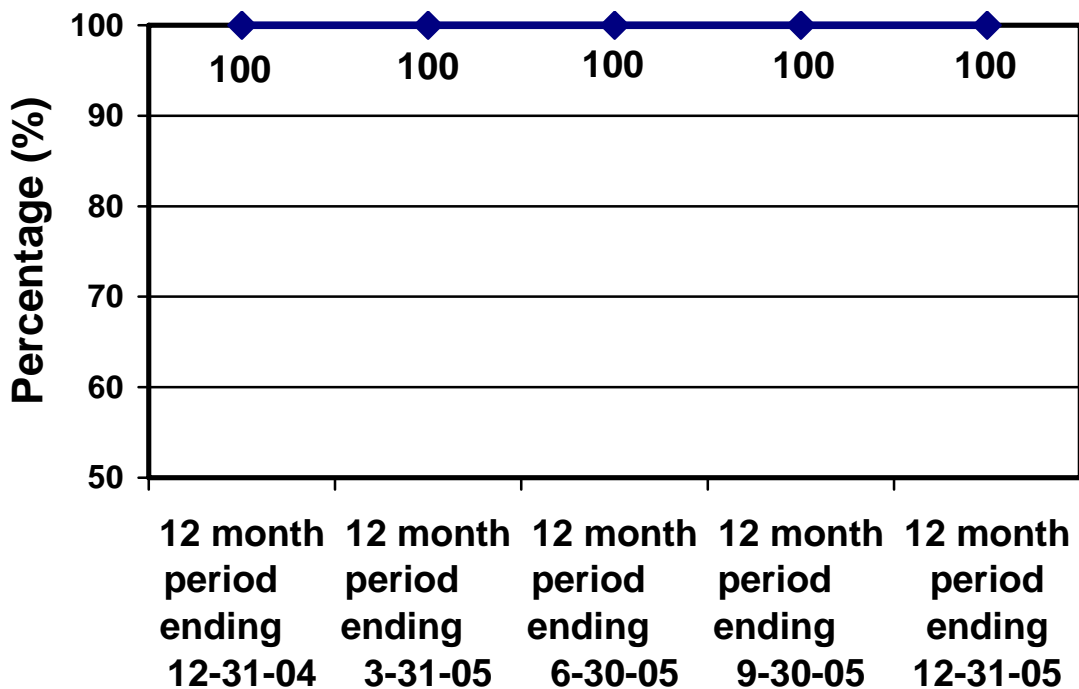 Percentage (%)
100
90
80
70
60
50
100 100 100 100 100
12 month period ending 12-31-04
12 month period ending 3-31-05
12 month period ending 6-30-05
12 month period ending 9-30-05
12 month period ending 12-31-05